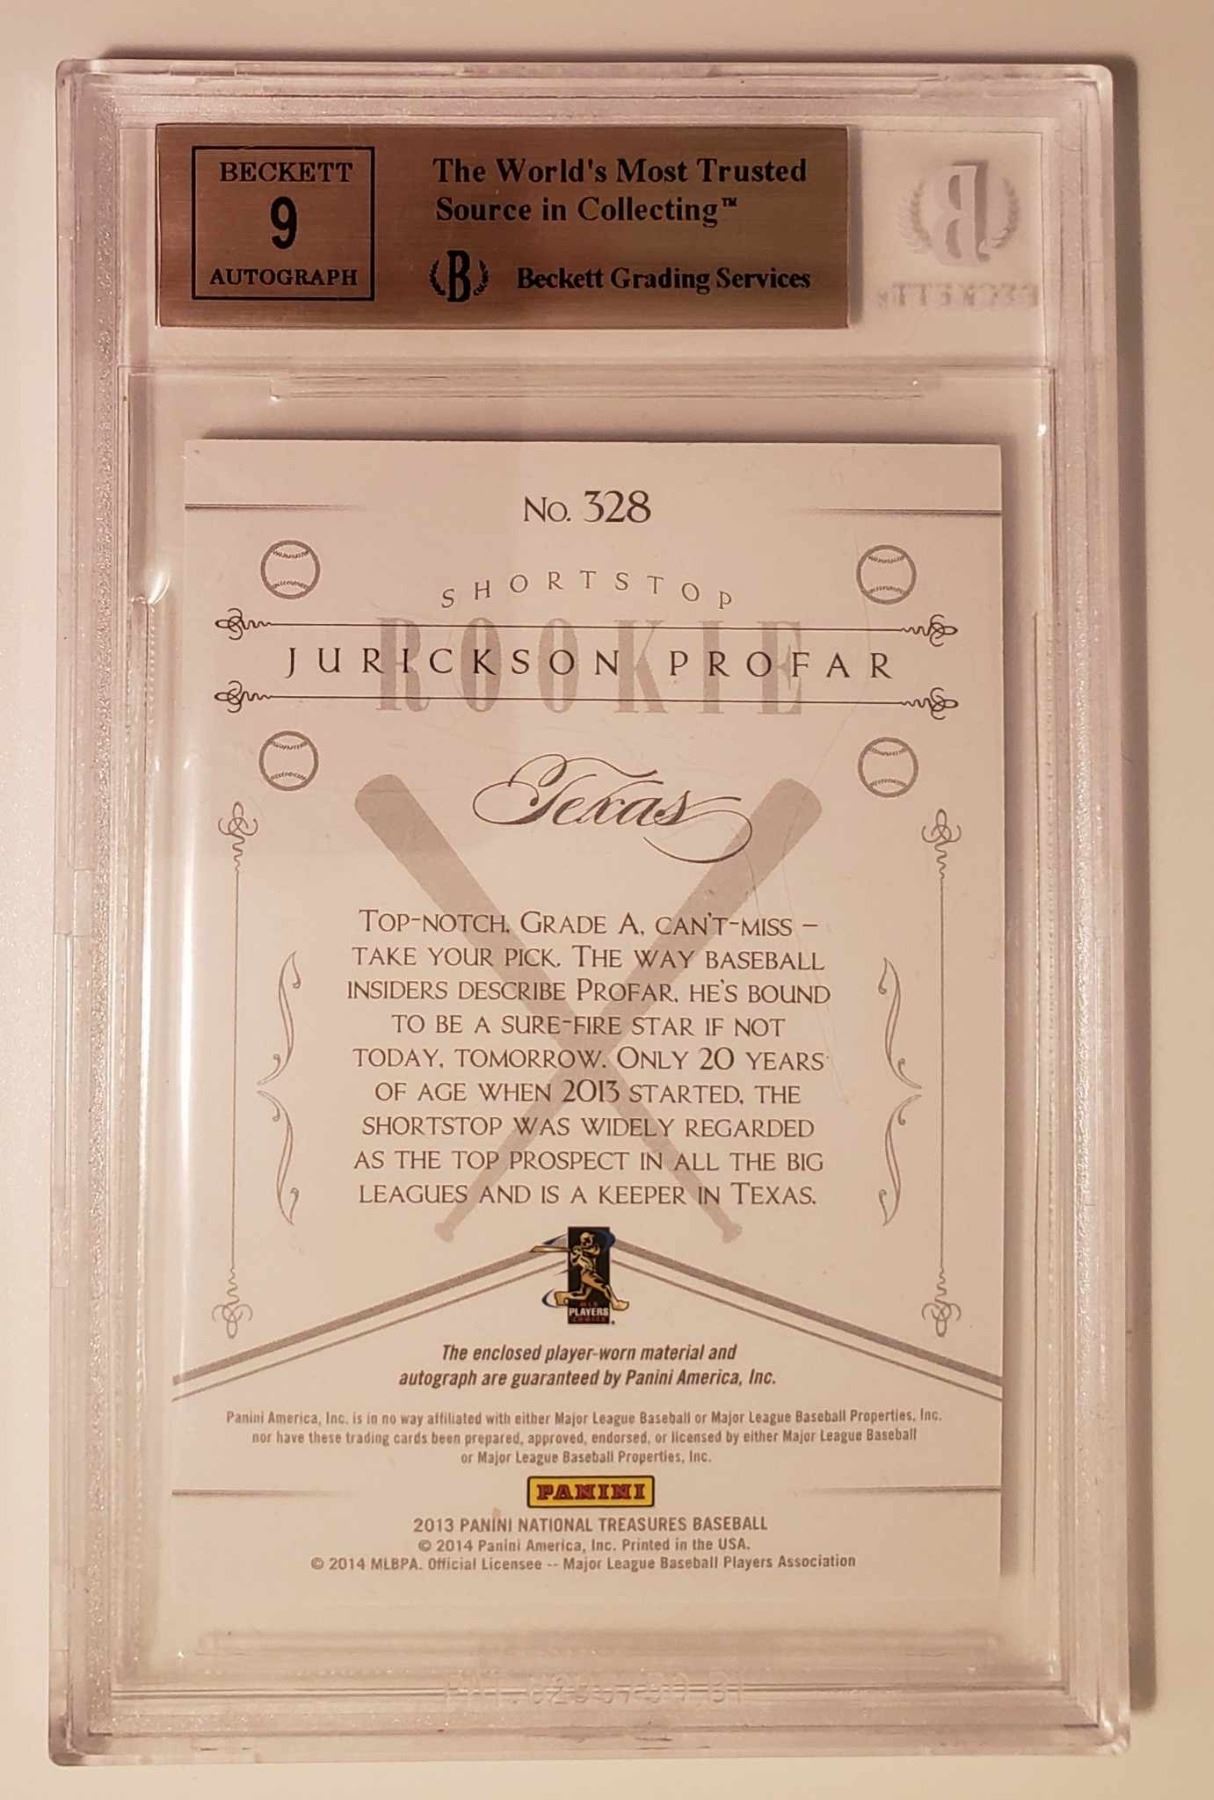 BECKETT
9
AUTOGRAPH
The World's Most Trusted
Source in Collecting™
B Beckett Grading Services
B
BECKETT
No. 328
SHORTSTOP
ROOKIE
JURICKSON PROFAR
Texas
TOP-NOTCH, GRADE A, CAN'T-MISS –
TAKE YOUR PICK. THE WAY BASEBALL
INSIDERS DESCRIBE PROFAR, HE'S BOUND
TO BE A SURE-FIRE STAR IF NOT
TODAY, TOMORROW. ONLY 20 YEARS
OF AGE WHEN 2013 STARTED, THE
SHORTSTOP WAS WIDELY REGARDED
AS THE TOP PROSPECT IN ALL THE BIG
LEAGUES AND IS A KEEPER IN TEXAS.
MLB
PLAYERS
CHOICE
The enclosed player-worn material and
autograph are guaranteed by Panini America, Inc.
Panini America, Inc. is in no way affiliated with either Major League Baseball or Major League Baseball Properties, Inc.
nor have these trading cards been prepared, approved, endorsed, or licensed by either Major League Baseball
or Major League Baseball Properties, Inc.
PANINI
2013 PANINI NATIONAL TREASURES BASEBALL
© 2014 Panini America, Inc. Printed in the USA.
© 2014 MLBPA. Official Licensee -- Major League Baseball Players Association